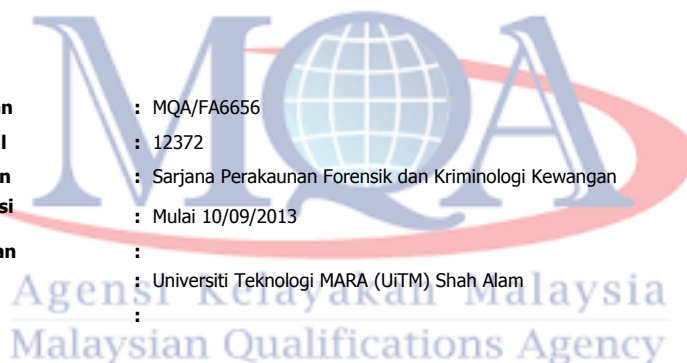 MQA
an : MQA/FA6656
l : 12372
n : Sarjana Perakaunan Forensik dan Kriminologi Kewangan
si : Mulai 10/09/2013
an :
: Universiti Teknologi MARA (UiTM) Shah Alam
:
Agensi Kelayakan Malaysia
Malaysian Qualifications Agency